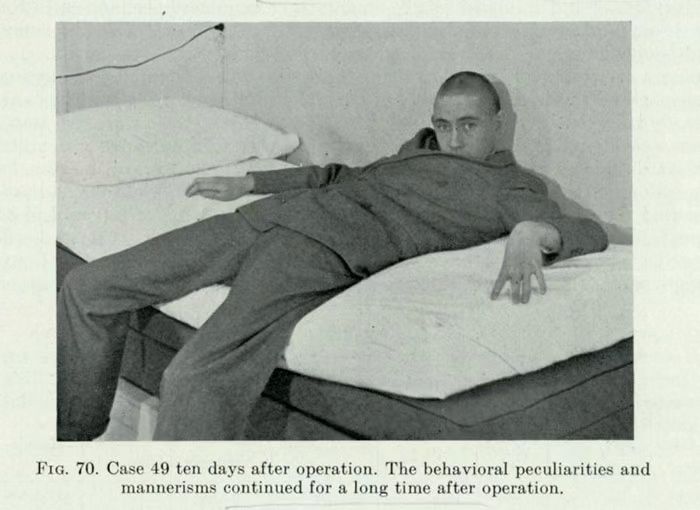 Fig. 70. Case 49 ten days after operation. The behavioral peculiarities and
mannerisms continued for a long time after operation.